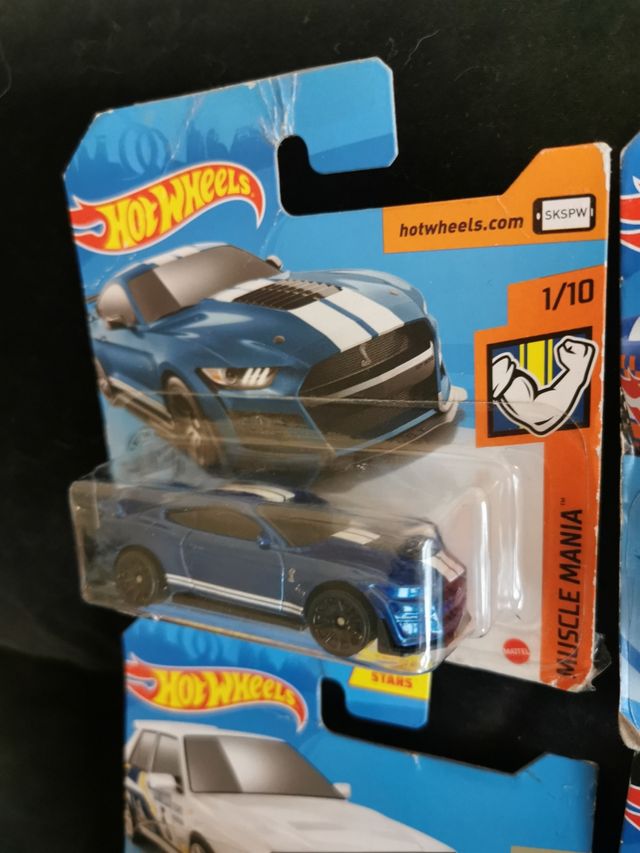 HOT WHEELS
hotwheels.com
SKSPW
1/10
MUSCLE MANIA™
MATTEL
HOT WHEELS
STARS